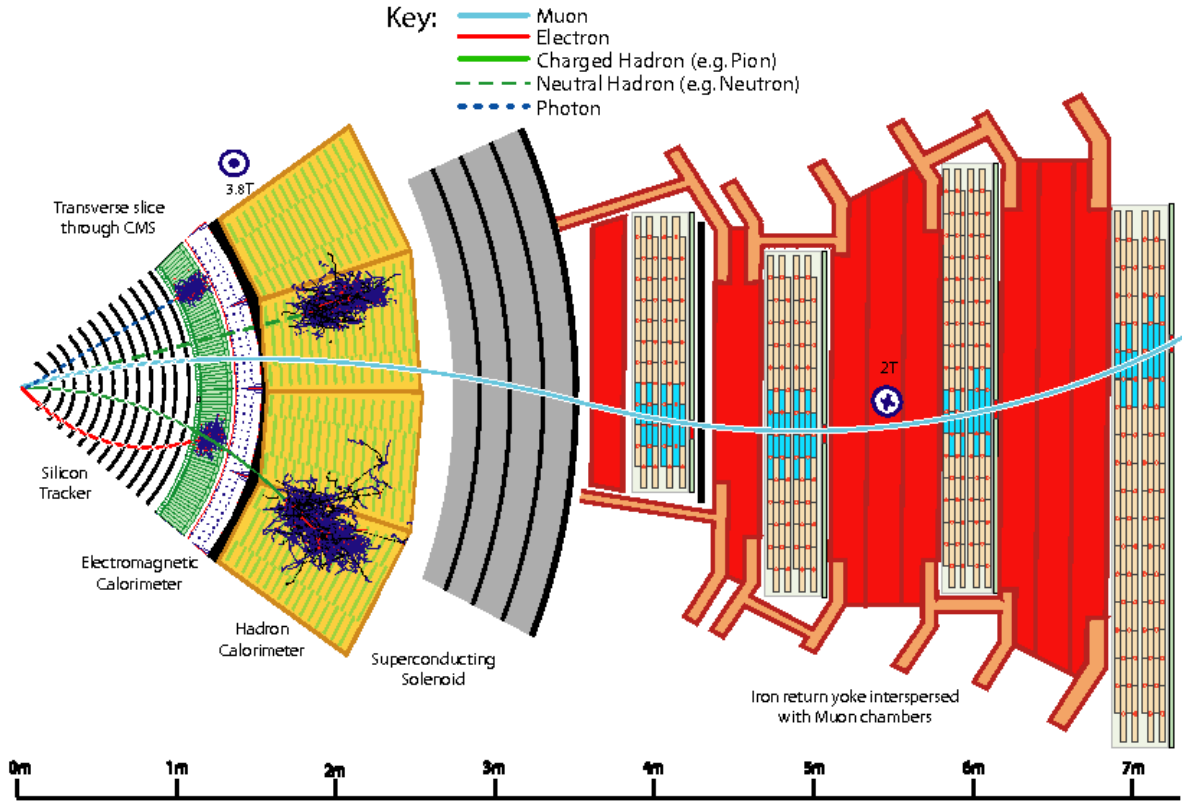 Key:
Muon
Electron
Charged Hadron (e.g. Pion)
Neutral Hadron (e.g. Neutron)
Photon
3.8T
Transverse slice
through CMS
2T
Silicon
Tracker
Electromagnetic
Calorimeter
Hadron
Calorimeter
Superconducting
Solenoid
Iron return yoke interspersed
with Muon chambers
0m 1m 2m 3m 4m 5m 6m 7m